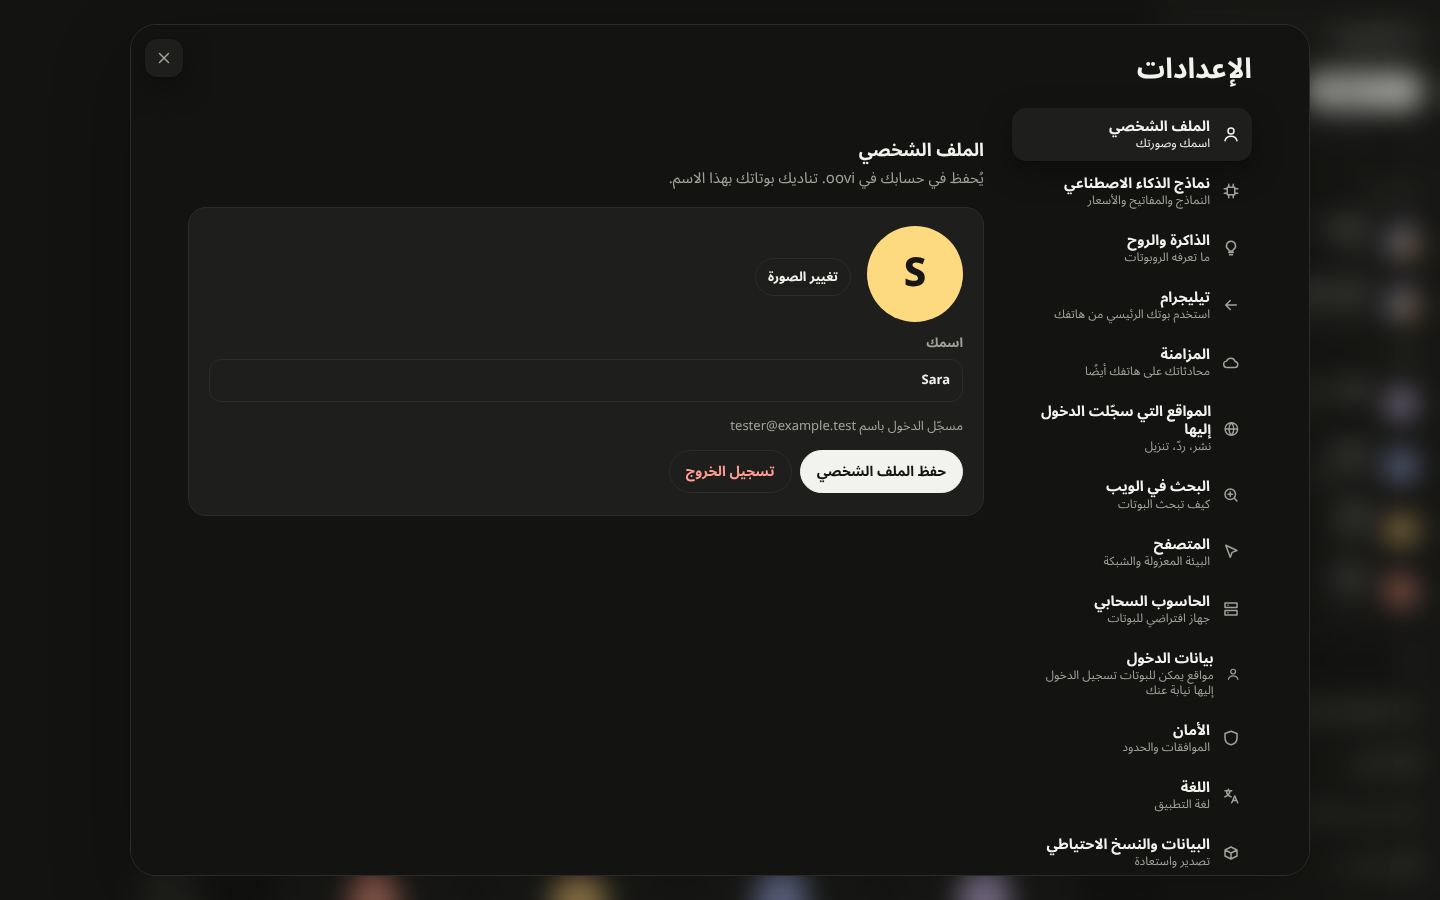 الإعدادات
الملف الشخصي
اسمك وصورتك
نماذج الذكاء الاصطناعي
النماذج والمفاتيح والأسعار
الذاكرة والروح
ما تعرفه الروبوتات
تيليجرام
استخدم بوتك الرئيسي من هاتفك
المزامنة
محادثاتك على هاتفك أيضًا
المواقع التي سجّلت الدخول
إليها
نشر، ردّ، تنزيل
البحث في الويب
كيف تبحث البوتات
المتصفح
البيئة المعزولة والشبكة
الحاسوب السحابي
جهاز افتراضي للبوتات
بيانات الدخول
مواقع يمكن للبوتات تسجيل الدخول
إليها نيابة عنك
الأمان
الموافقات والحدود
اللغة
لغة التطبيق
البيانات والنسخ الاحتياطي
تصدير واستعادة
الملف الشخصي
يُحفظ في حسابك في oovi. تناديك بوتاتك بهذا الاسم.
S
تغيير الصورة
اسمك
Sara
مسجّل الدخول باسم tester@example.test
حفظ الملف الشخصي
تسجيل الخروج